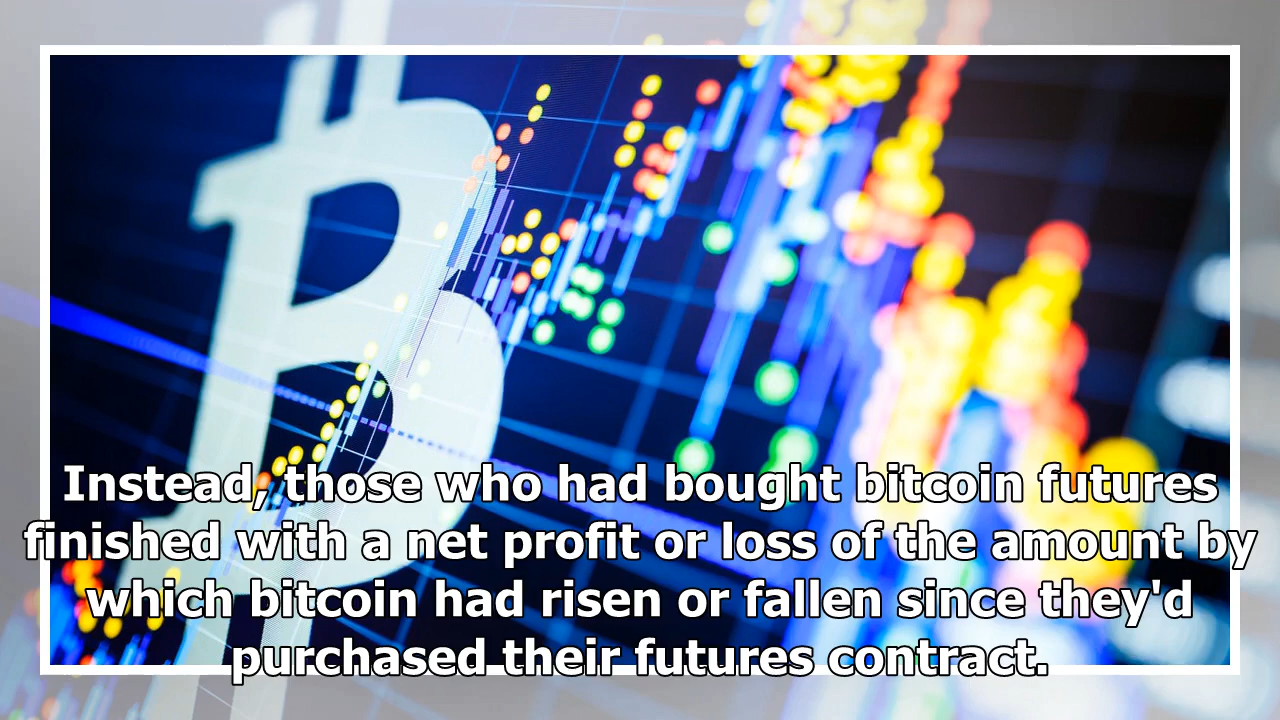 Instead, those who had bought bitcoin futures
finished with a net profit or loss of the amount by
which bitcoin had risen or fallen since they'd
purchased their futures contract.